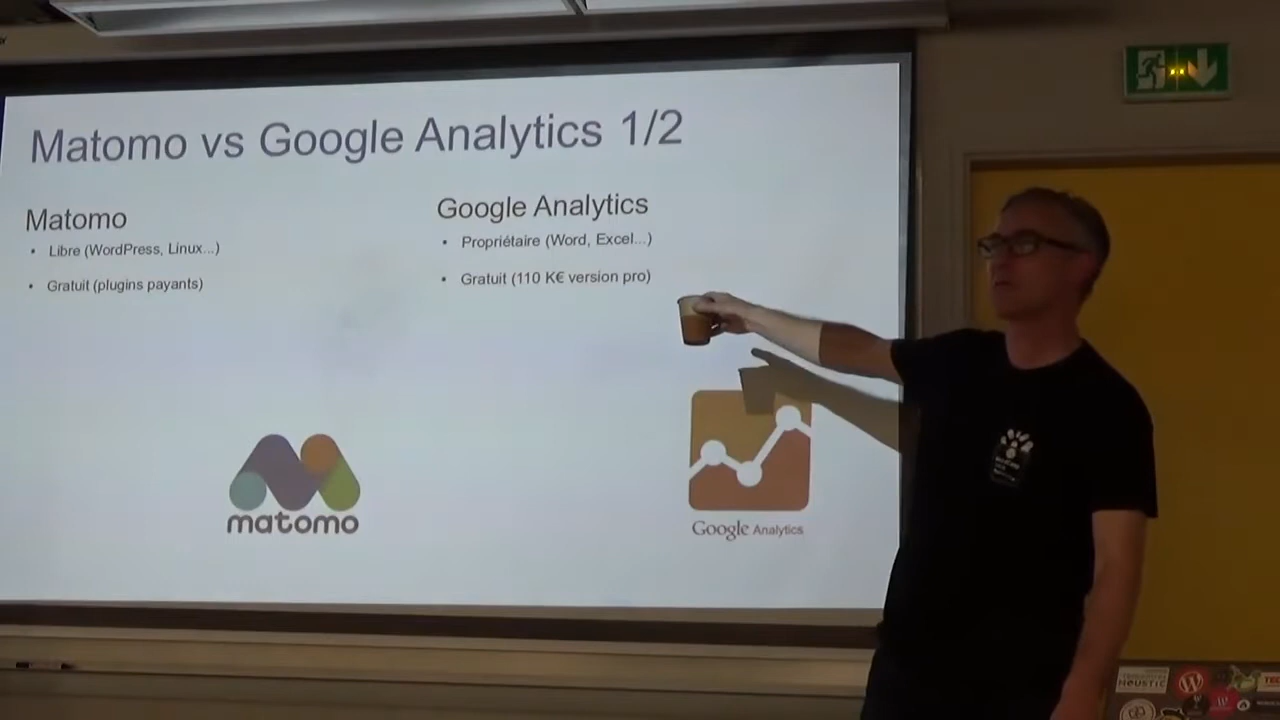 Matomo vs Google Analytics 1/2
Matomo
• Libre (WordPress, Linux...)
• Gratuit (plugins payants)
Google Analytics
• Propriétaire (Word, Excel...)
• Gratuit (110 K€ version pro)
matomo
Google Analytics